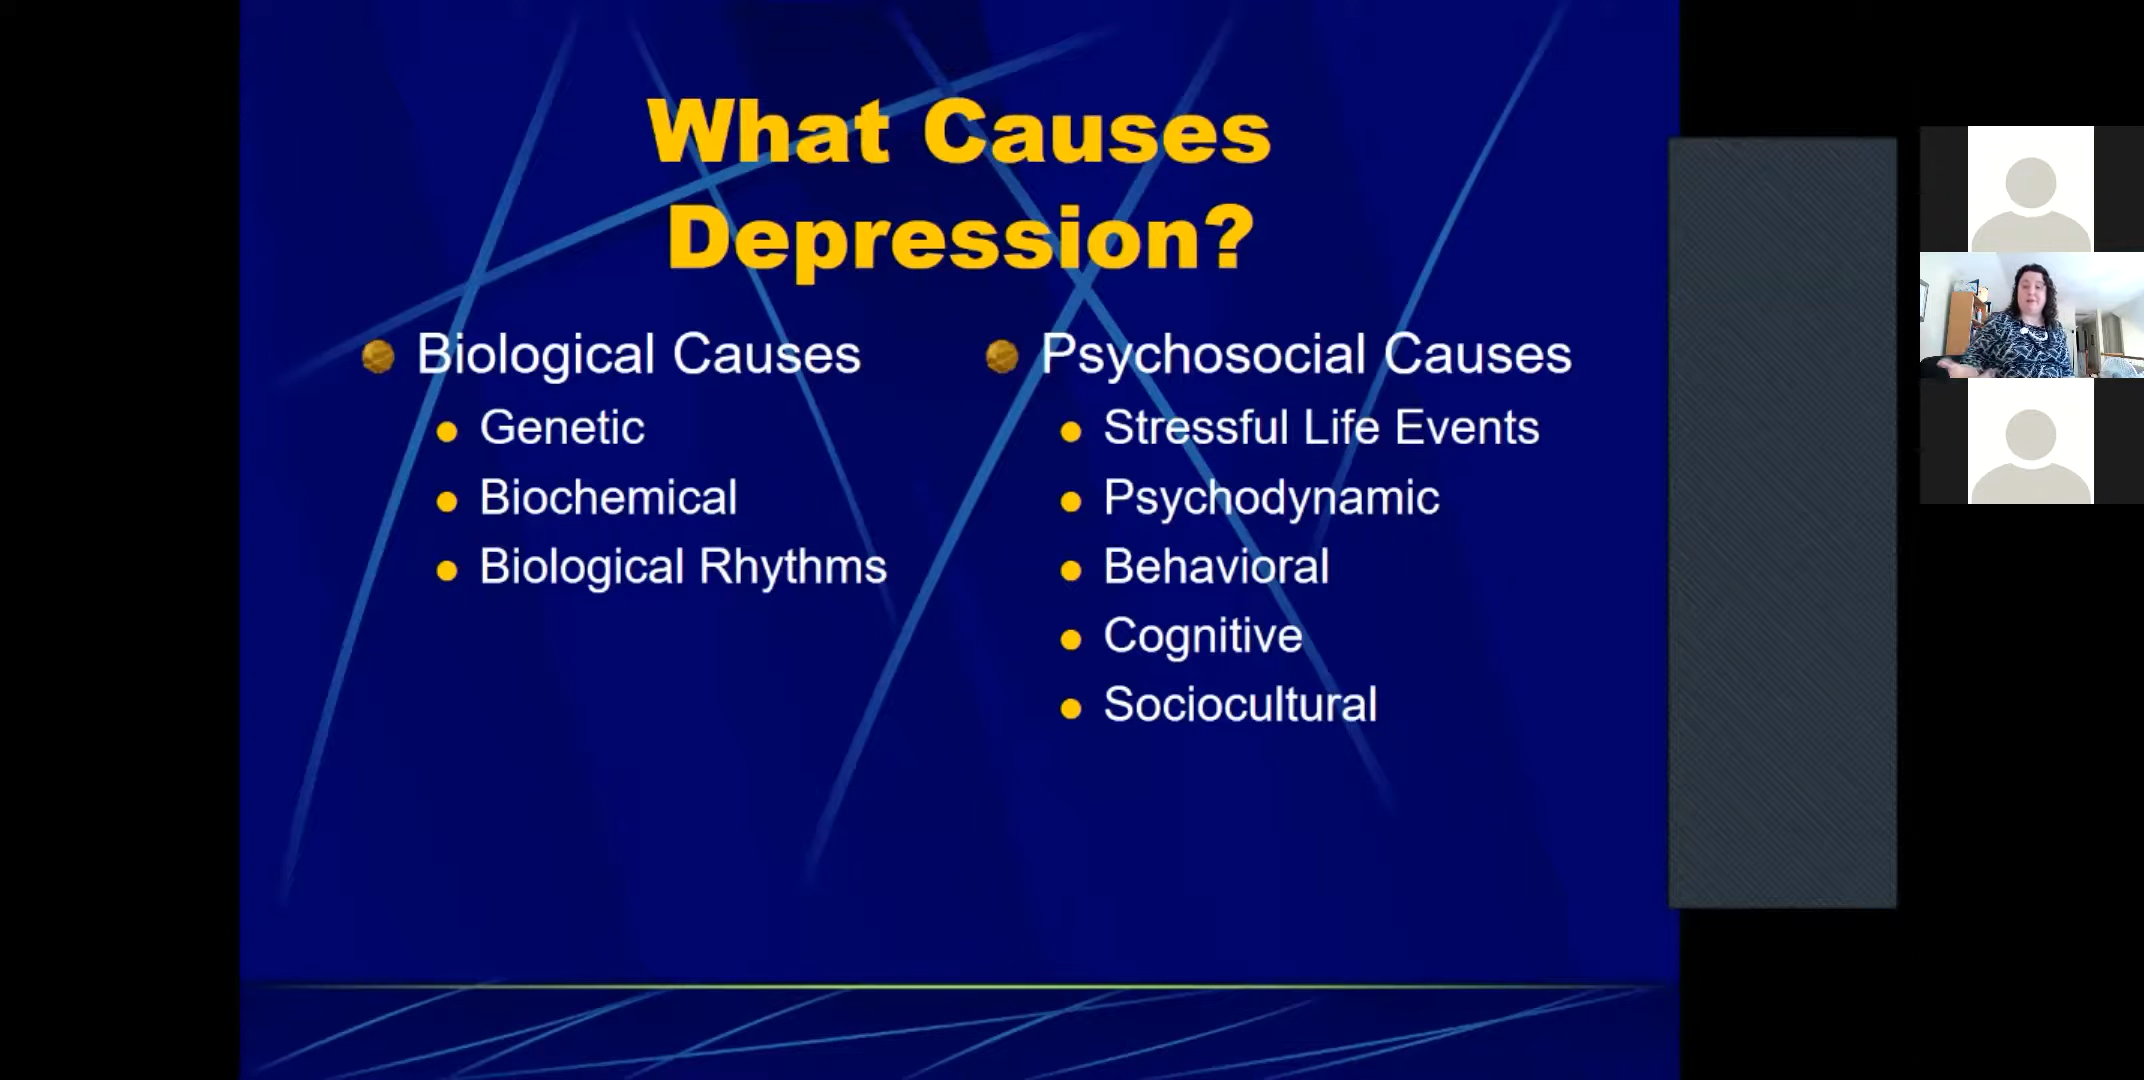 What Causes
Depression?
Biological Causes
Genetic
Biochemical
Biological Rhythms
Psychosocial Causes
Stressful Life Events
Psychodynamic
Behavioral
Cognitive
Sociocultural